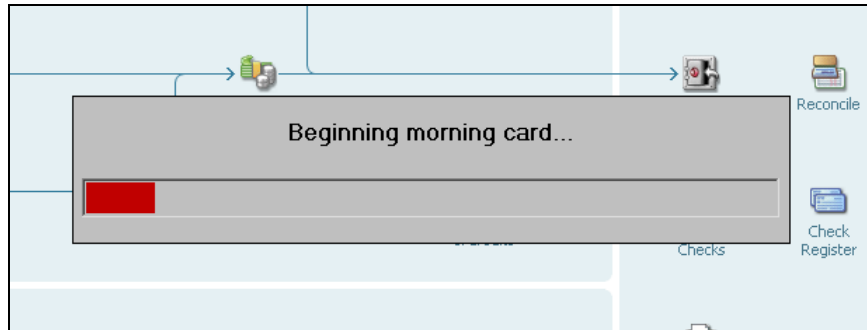 Beginning morning card...
Reconcile
Checks
Check
Register